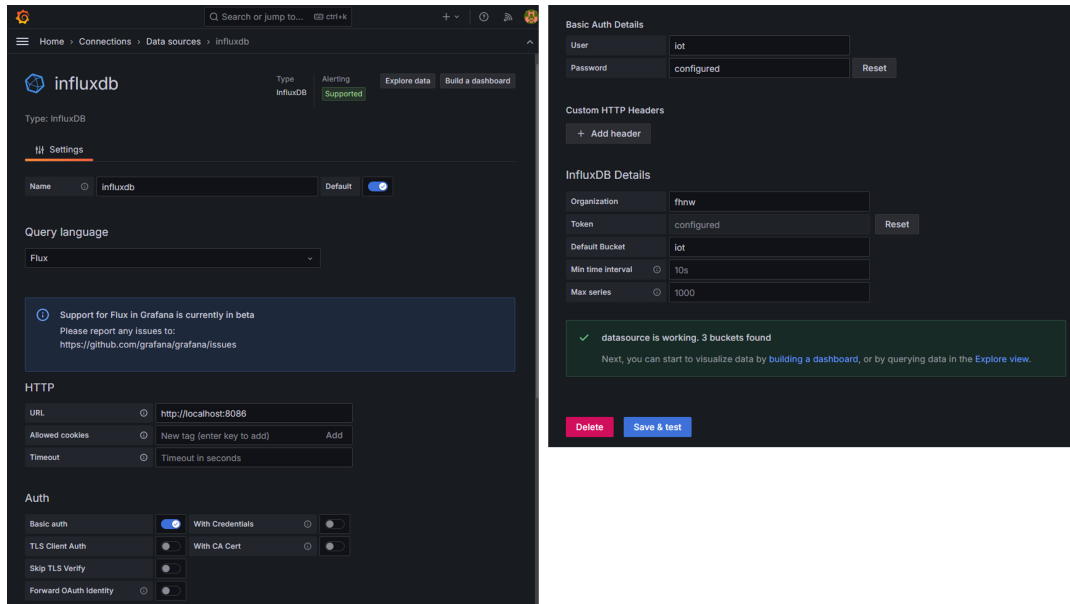 Search or jump to... ctrl+k
Home › Connections › Data sources › influxdb
influxdb
Type
InfluxDB
Alerting
Supported
Explore data
Build a dashboard
Type: InfluxDB
Settings
Name influxdb Default
Query language
Flux
Support for Flux in Grafana is currently in beta
Please report any issues to:
https://github.com/grafana/grafana/issues
HTTP
URL http://localhost:8086
Allowed cookies New tag (enter key to add) Add
Timeout Timeout in seconds
Auth
Basic auth With Credentials
TLS Client Auth With CA Cert
Skip TLS Verify
Forward OAuth Identity
Basic Auth Details
User iot
Password configured Reset
Custom HTTP Headers
+ Add header
InfluxDB Details
Organization fhnw
Token configured Reset
Default Bucket iot
Min time interval 10s
Max series 1000
datasource is working. 3 buckets found
Next, you can start to visualize data by building a dashboard, or by querying data in the Explore view.
Delete Save & test